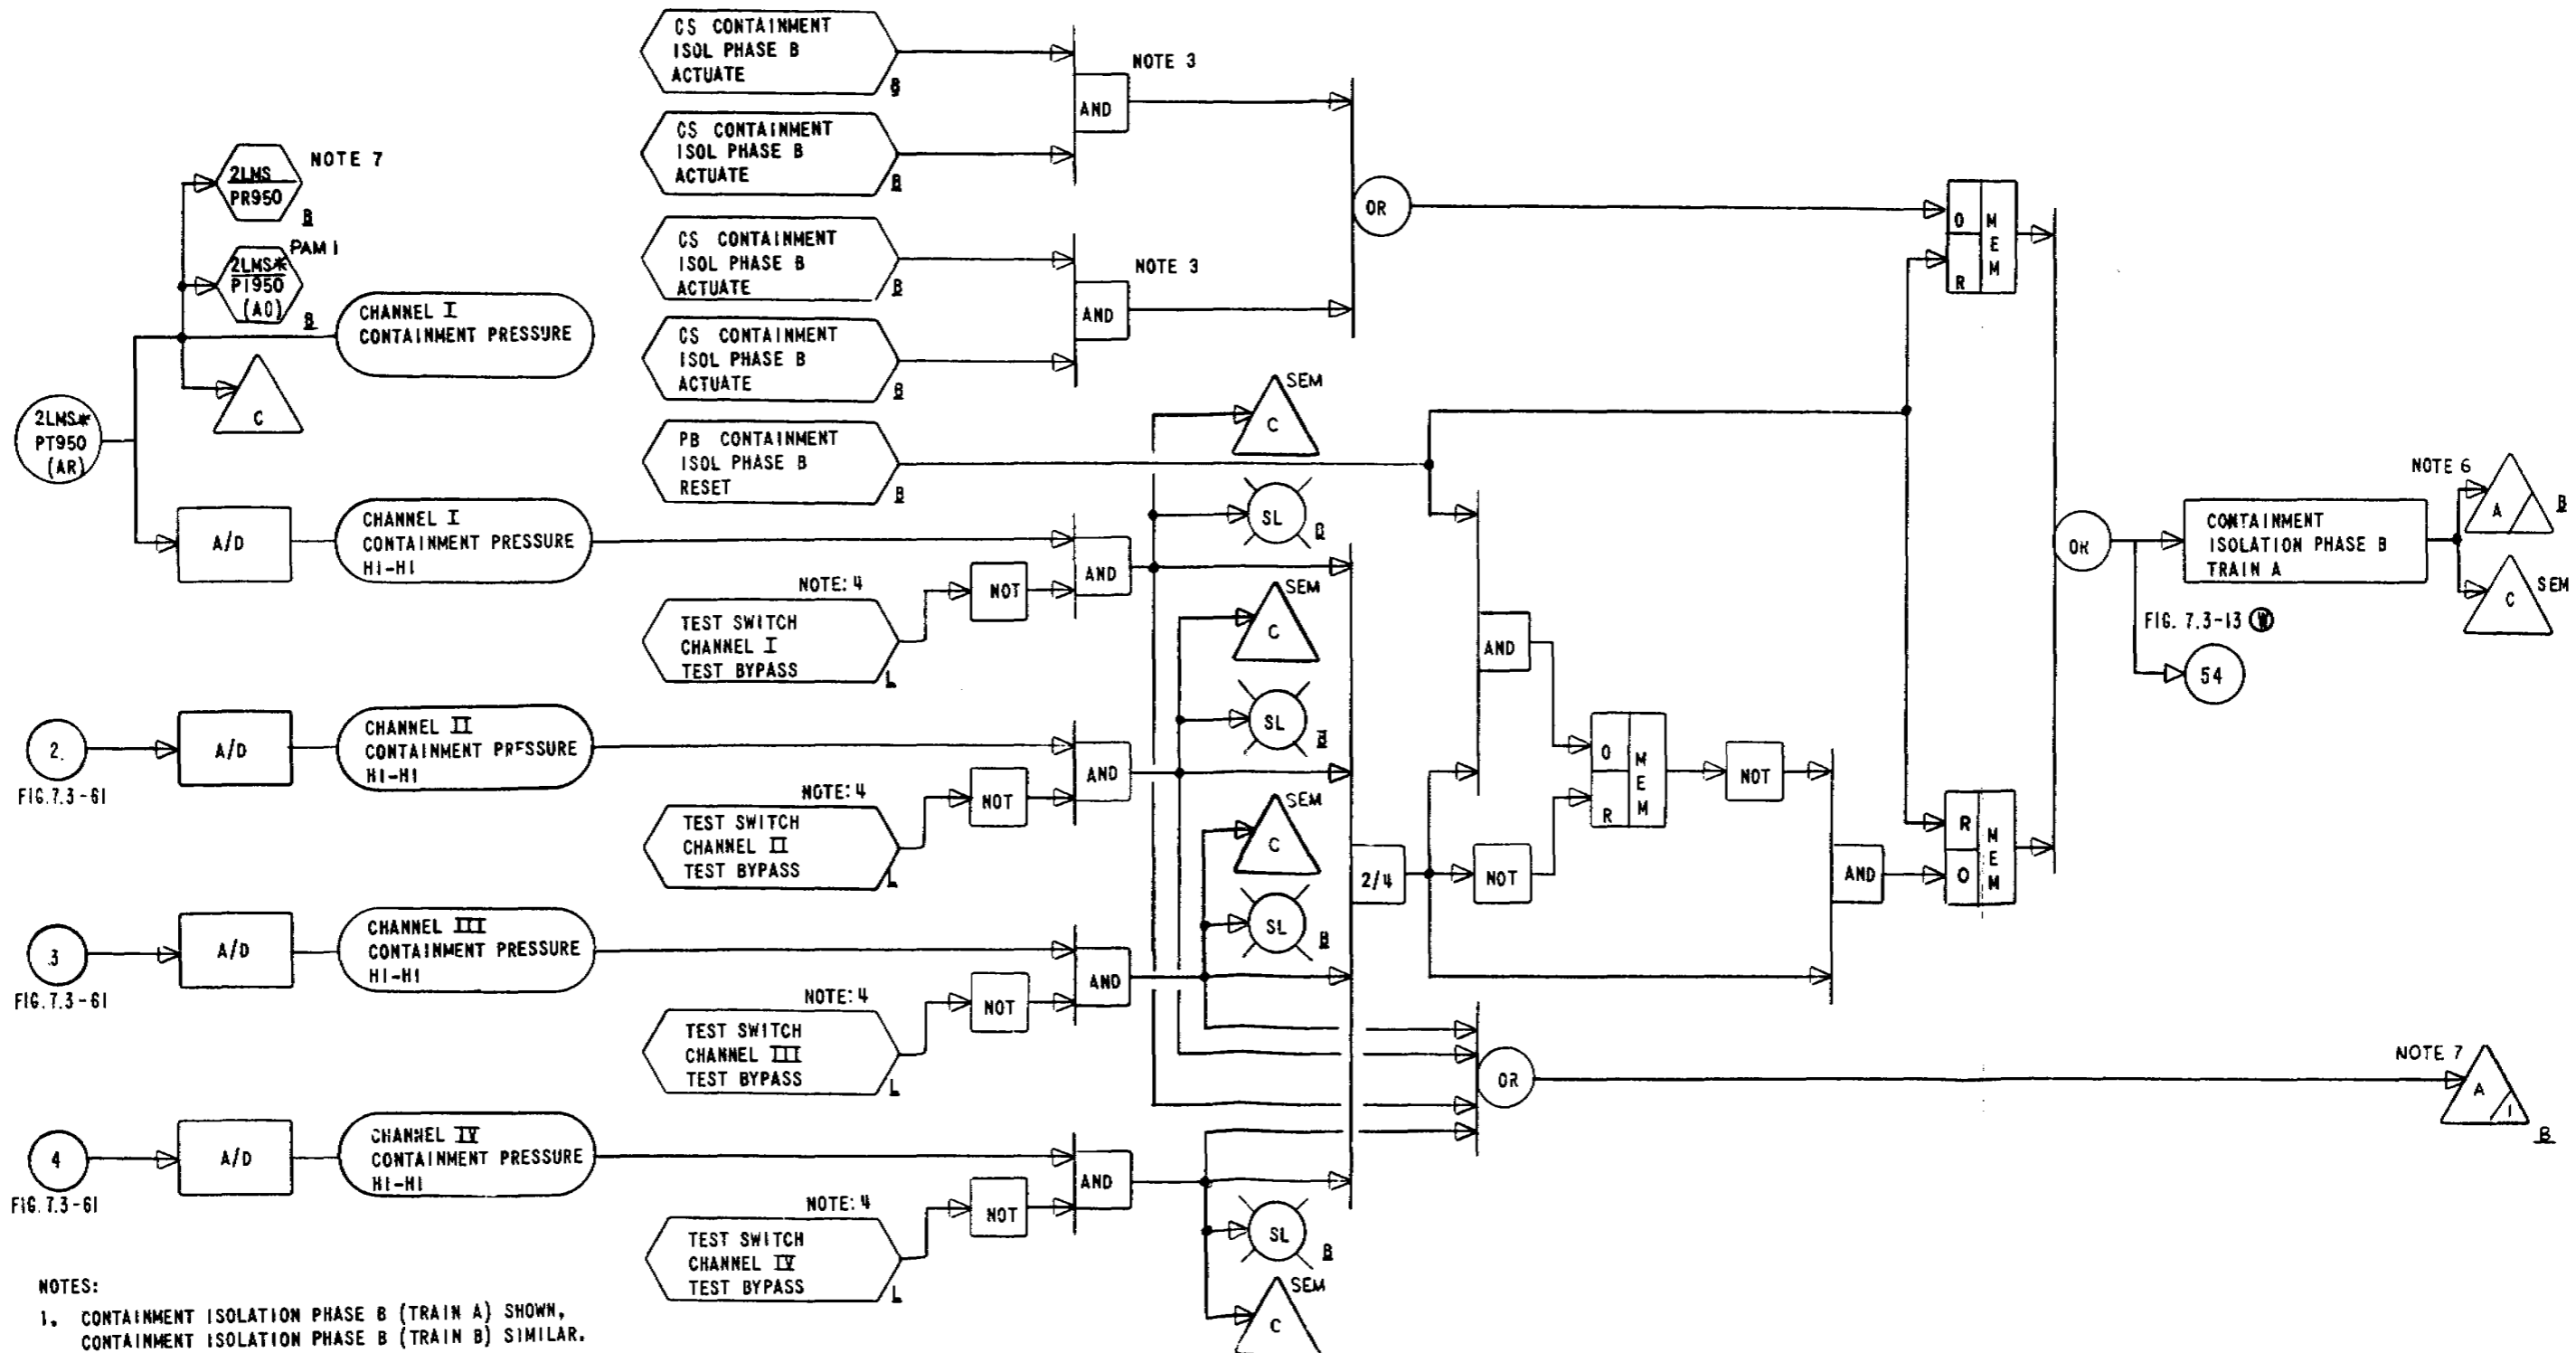 CS CONTAINMENT
ISOL PHASE B
ACTUATE
B
NOTE 3
AND
CS CONTAINMENT
ISOL PHASE B
ACTUATE
B
2LMS
PR950
NOTE 7
B
2LMS*
PI950
(AO)
PAM I
B
CHANNEL I
CONTAINMENT PRESSURE
C
2LMS*
PT950
(AR)
CS CONTAINMENT
ISOL PHASE B
ACTUATE
B
NOTE 3
AND
CS CONTAINMENT
ISOL PHASE B
ACTUATE
B
OR
O
R
MEM
PB CONTAINMENT
ISOL PHASE B
RESET
B
SEM
C
SL
B
A/D
CHANNEL I
CONTAINMENT PRESSURE
HI-HI
AND
NOTE: 4
NOT
TEST SWITCH
CHANNEL I
TEST BYPASS
L
SEM
C
SL
B
2
FIG.7.3-61
A/D
CHANNEL II
CONTAINMENT PRESSURE
HI-HI
AND
NOTE: 4
NOT
TEST SWITCH
CHANNEL II
TEST BYPASS
L
SEM
C
SL
B
3
FIG.7.3-61
A/D
CHANNEL III
CONTAINMENT PRESSURE
HI-HI
AND
NOTE: 4
NOT
TEST SWITCH
CHANNEL III
TEST BYPASS
L
4
FIG.7.3-61
A/D
CHANNEL IV
CONTAINMENT PRESSURE
HI-HI
AND
NOTE: 4
NOT
TEST SWITCH
CHANNEL IV
TEST BYPASS
L
SL
B
SEM
C
2/4
AND
NOT
O
R
MEM
NOT
AND
R
O
MEM
OR
CONTAINMENT
ISOLATION PHASE B
TRAIN A
NOTE 6
A
B
C
SEM
FIG. 7.3-13 W
54
OR
NOTE 7
A
1
B
NOTES:
1. CONTAINMENT ISOLATION PHASE B (TRAIN A) SHOWN,
CONTAINMENT ISOLATION PHASE B (TRAIN B) SIMILAR.